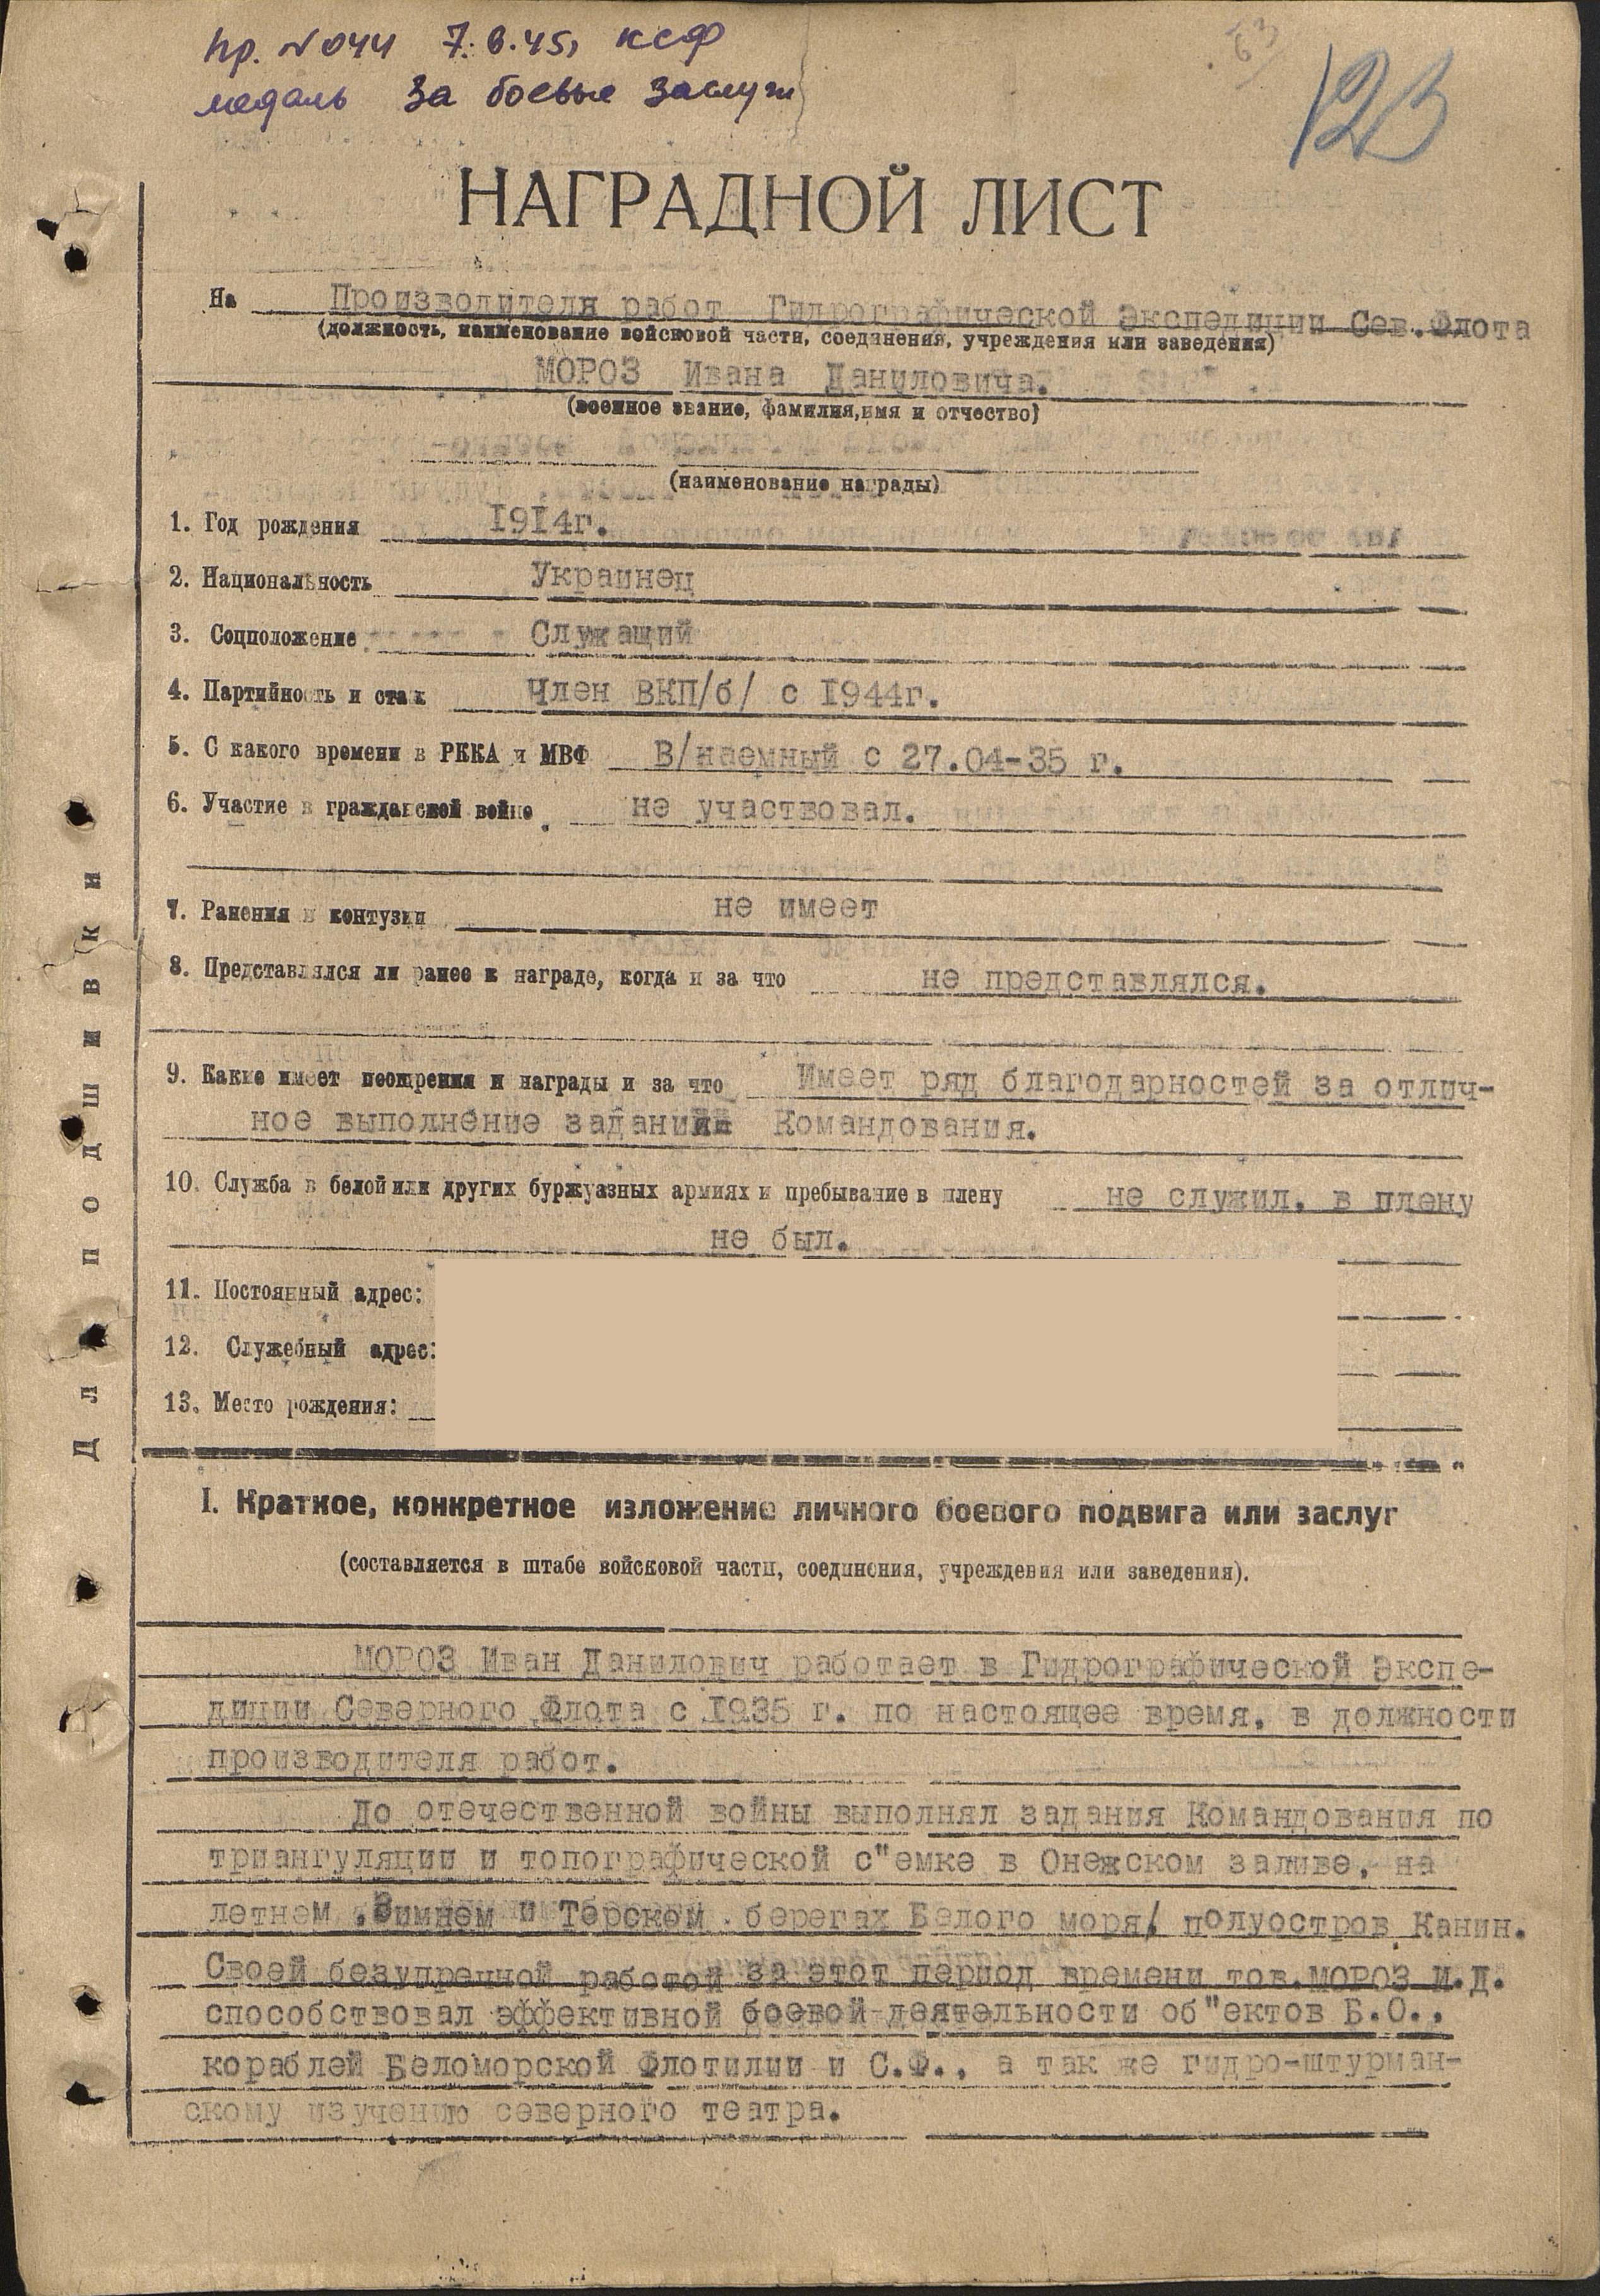 Пр. № 044 7.6.45, КСФ
медаль За боевые заслуги
123
НАГРАДНОЙ ЛИСТ
На Производителя работ Гидрографической Экспедиции Сев.Флота
(должность, наименование войсковой части, соединения, учреждения или заведения)
МОРОЗ Ивана Даниловича.
(военное звание, фамилия, имя и отчество)
(наименование награды)
1. Год рождения 1914г.
2. Национальность Украинец
3. Соцположение Служащий
4. Партийность и стаж Член ВКП/б/ с 1944г.
5. С какого времени в РККА и МВФ В/наемный с 27.04-35 г.
6. Участие в гражданской войне не участвовал.
7. Ранения и контузии не имеет
8. Представлялся ли ранее к награде, когда и за что не представлялся.
9. Какие имеет поощрения и награды и за что Имеет ряд благодарностей за отлич-
ное выполнение заданий Командования.
10. Служба в белой или других буржуазных армиях и пребывание в плену не служил, в плену
не был.
11. Постоянный адрес:
12. Служебный адрес:
13. Место рождения:
I. Краткое, конкретное изложение личного боевого подвига или заслуг
(составляется в штабе войсковой части, соединения, учреждения или заведения).
МОРОЗ Иван Данилович работает в Гидрографической Экспе-
диции Северного Флота с 1935 г. по настоящее время, в должности
производителя работ.
До отечественной войны выполнял задания Командования по
триангуляции и топографической с"емке в Онежском заливе, на
летнем ,Зимнем и Терском берегах Белого моря/ полуостров Канин.
Своей безупречной работой за этот период времени тов.МОРОЗ И.Д.
способствовал эффективной боевой деятельности об"ектов Б.О.,
кораблей Беломорской Флотилии и С.Ф., а так же гидро-штурман-
скому изучению северного театра.
Для подшивки